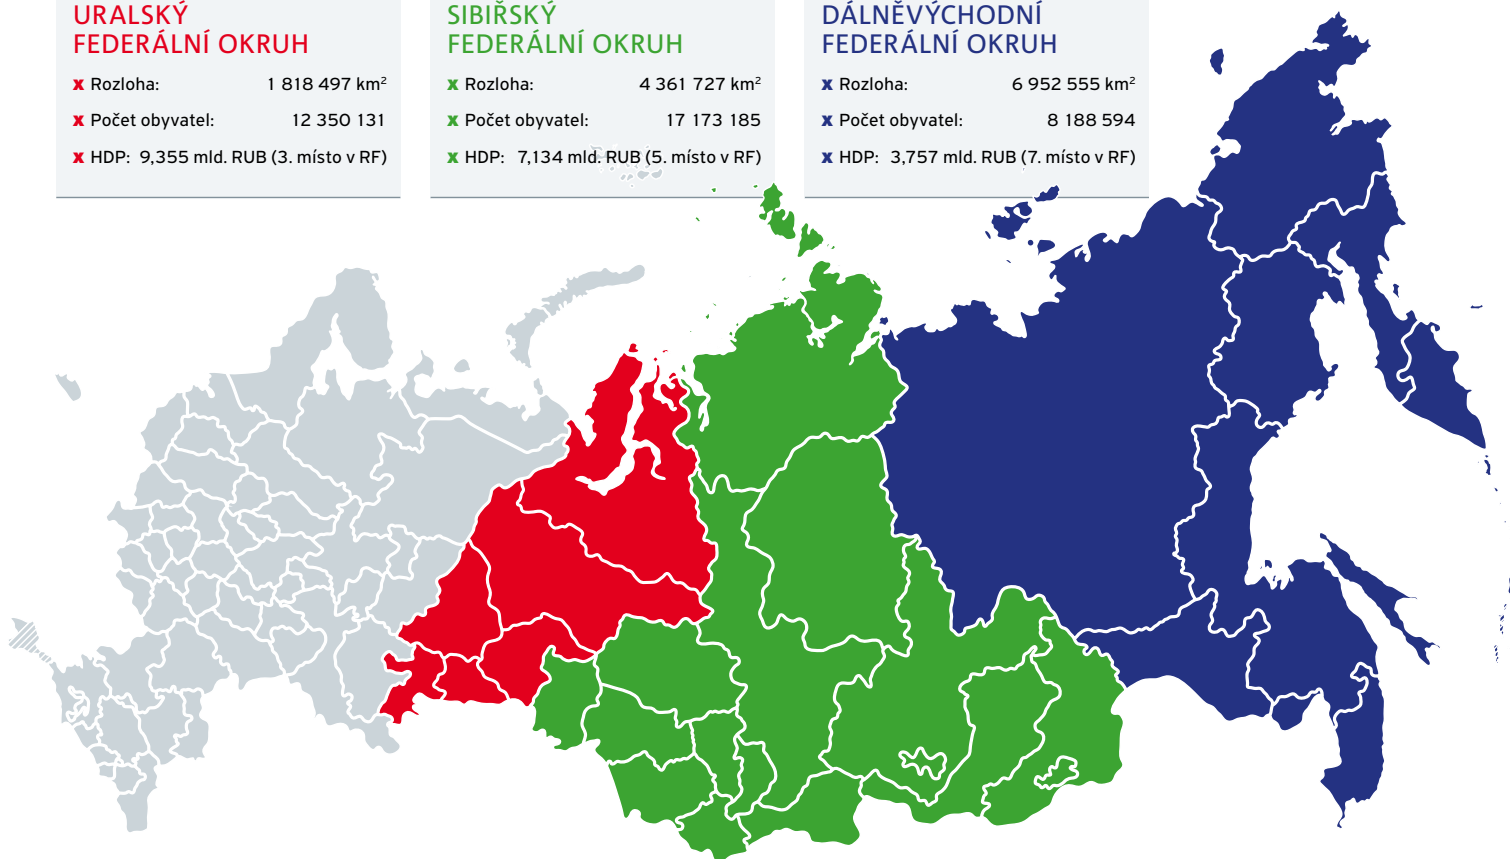 URALSKÝ
FEDERÁLNÍ OKRUH
x Rozloha: 1 818 497 km²
x Počet obyvatel: 12 350 131
x HDP: 9,355 mld. RUB (3. místo v RF)
SIBIŘSKÝ
FEDERÁLNÍ OKRUH
x Rozloha: 4 361 727 km²
x Počet obyvatel: 17 173 185
x HDP: 7,134 mld. RUB (5. místo v RF)
DÁLNĚVÝCHODNÍ
FEDERÁLNÍ OKRUH
x Rozloha: 6 952 555 km²
x Počet obyvatel: 8 188 594
x HDP: 3,757 mld. RUB (7. místo v RF)